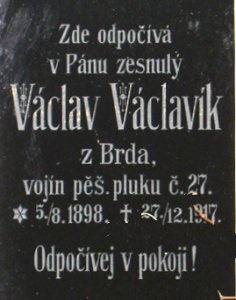 Zde odpočívá
v Pánu zesnulý
Václav Václavík
z Brda,
vojín pěš. pluku č. 27.
✡ 5./8.1898. † 27./12.1917.
Odpočívej v pokoji!